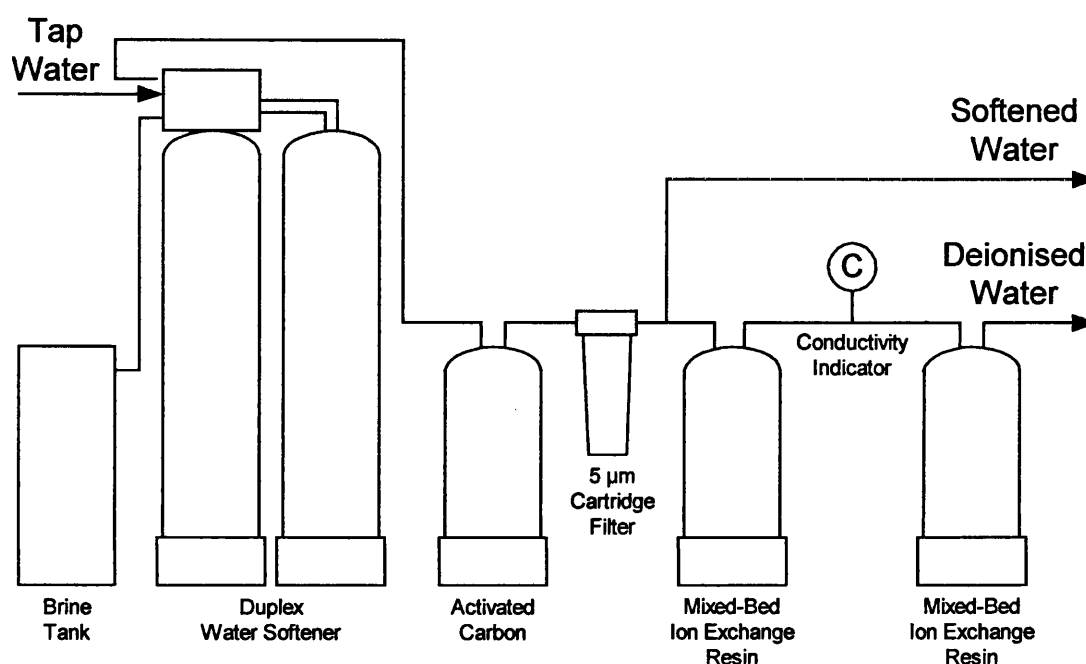 Tap
Water
Softened
Water
Deionised
Water
C
Conductivity
Indicator
5 µm
Cartridge
Filter
Brine
Tank
Duplex
Water Softener
Activated
Carbon
Mixed-Bed
Ion Exchange
Resin
Mixed-Bed
Ion Exchange
Resin